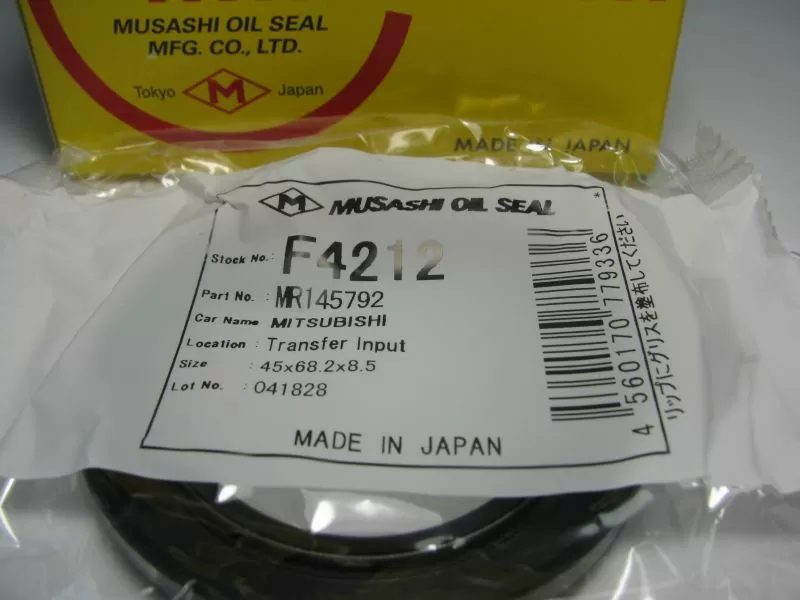 MUSASHI OIL SEAL
MFG. CO., LTD.
Tokyo M Japan
MADE IN JAPAN
M MUSASHI OIL SEAL *
Stock No. : F4212
Part No. : MR145792
Car Name MITSUBISHI
Location : Transfer Input
Size : 45x68.2x8.5
Lot No. : 041828
MADE IN JAPAN
4 560170 779336
リップにグリスを塗布してください